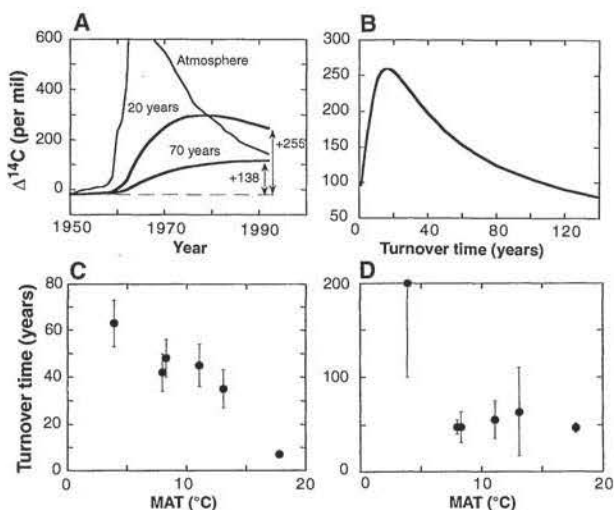 A
600
400
200
0
Δ¹⁴C (per mil)
Atmosphere
20 years
70 years
+255
+138
1950 1970 1990
Year
B
300
250
200
150
100
50
0 40 80 120
Turnover time (years)
C
80
60
40
20
0
Turnover time (years)
0 10 20
MAT (°C)
D
200
100
0
0 10 20
MAT (°C)